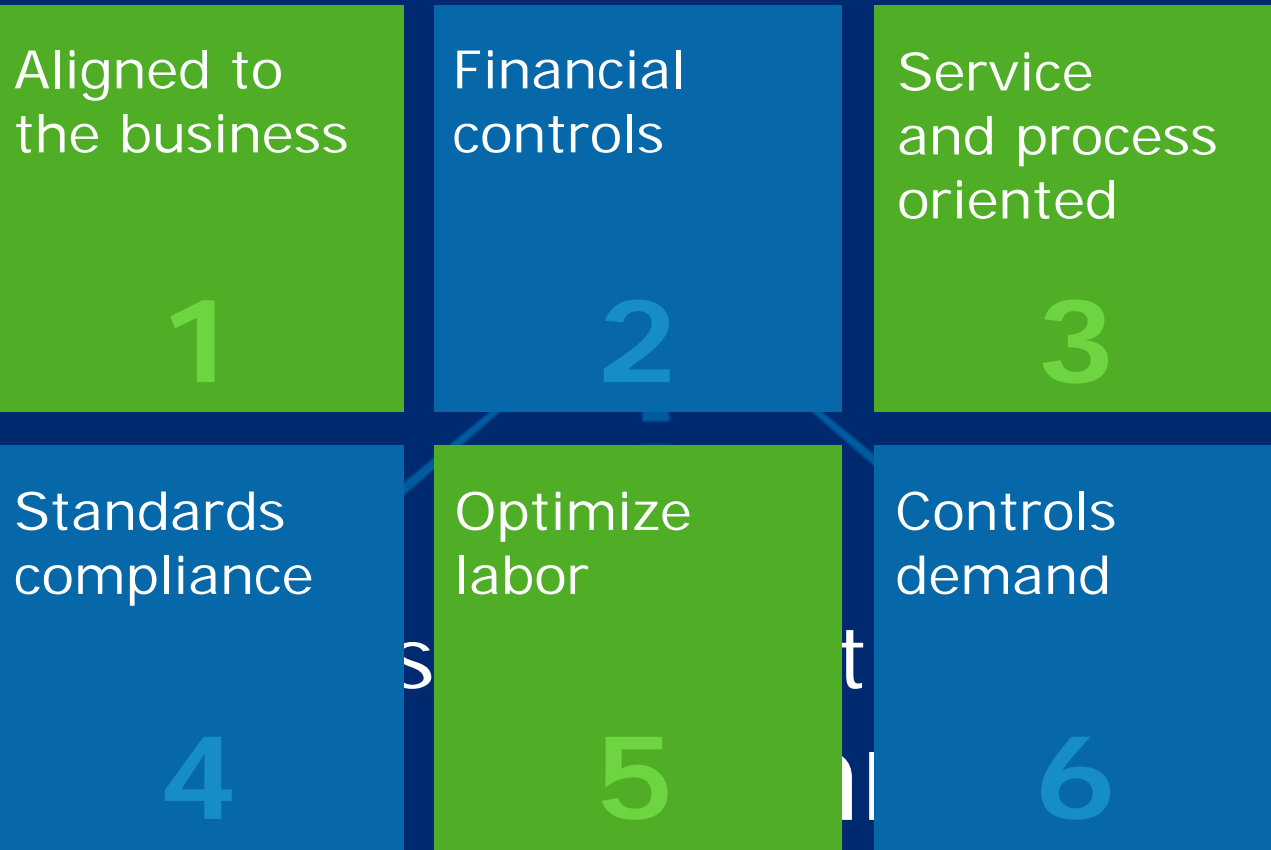 Aligned to
the business
1
Financial
controls
2
Service
and process
oriented
3
Standards
compliance
4
Optimize
labor
5
Controls
demand
6